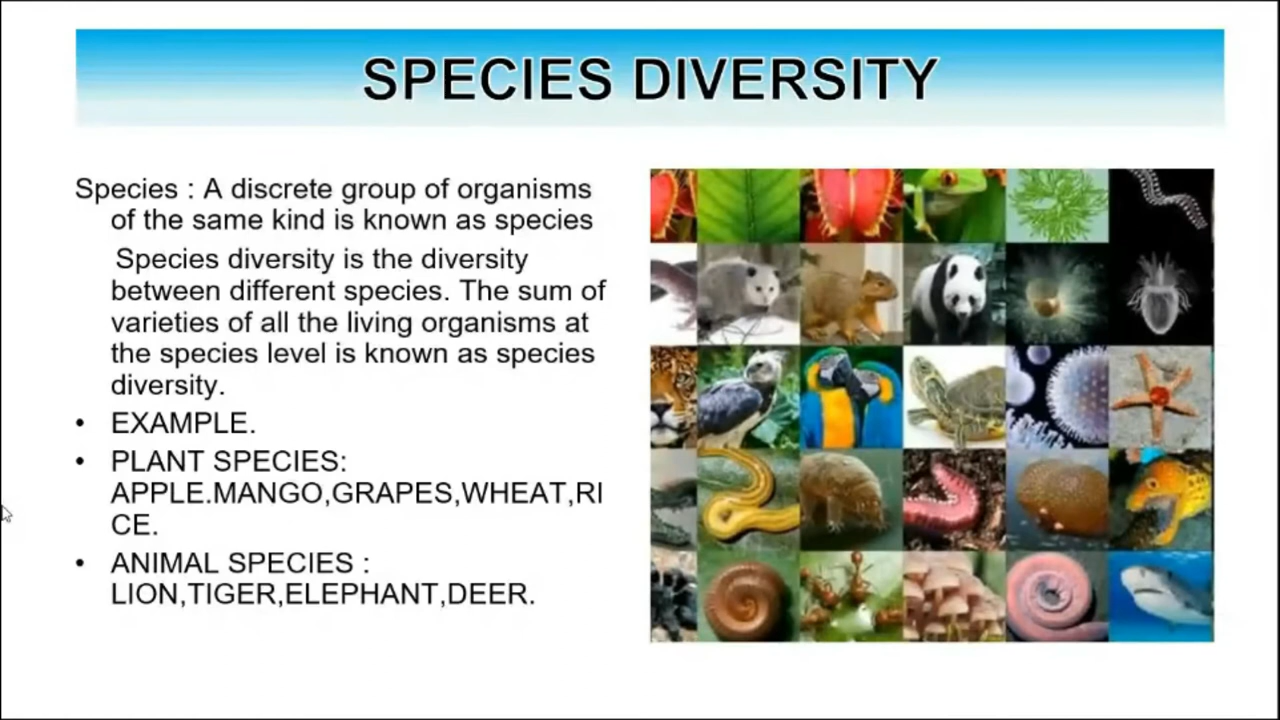 SPECIES DIVERSITY
Species : A discrete group of organisms
of the same kind is known as species
Species diversity is the diversity
between different species. The sum of
varieties of all the living organisms at
the species level is known as species
diversity.
• EXAMPLE.
• PLANT SPECIES:
APPLE.MANGO,GRAPES,WHEAT,RI
CE.
• ANIMAL SPECIES :
LION,TIGER,ELEPHANT,DEER.